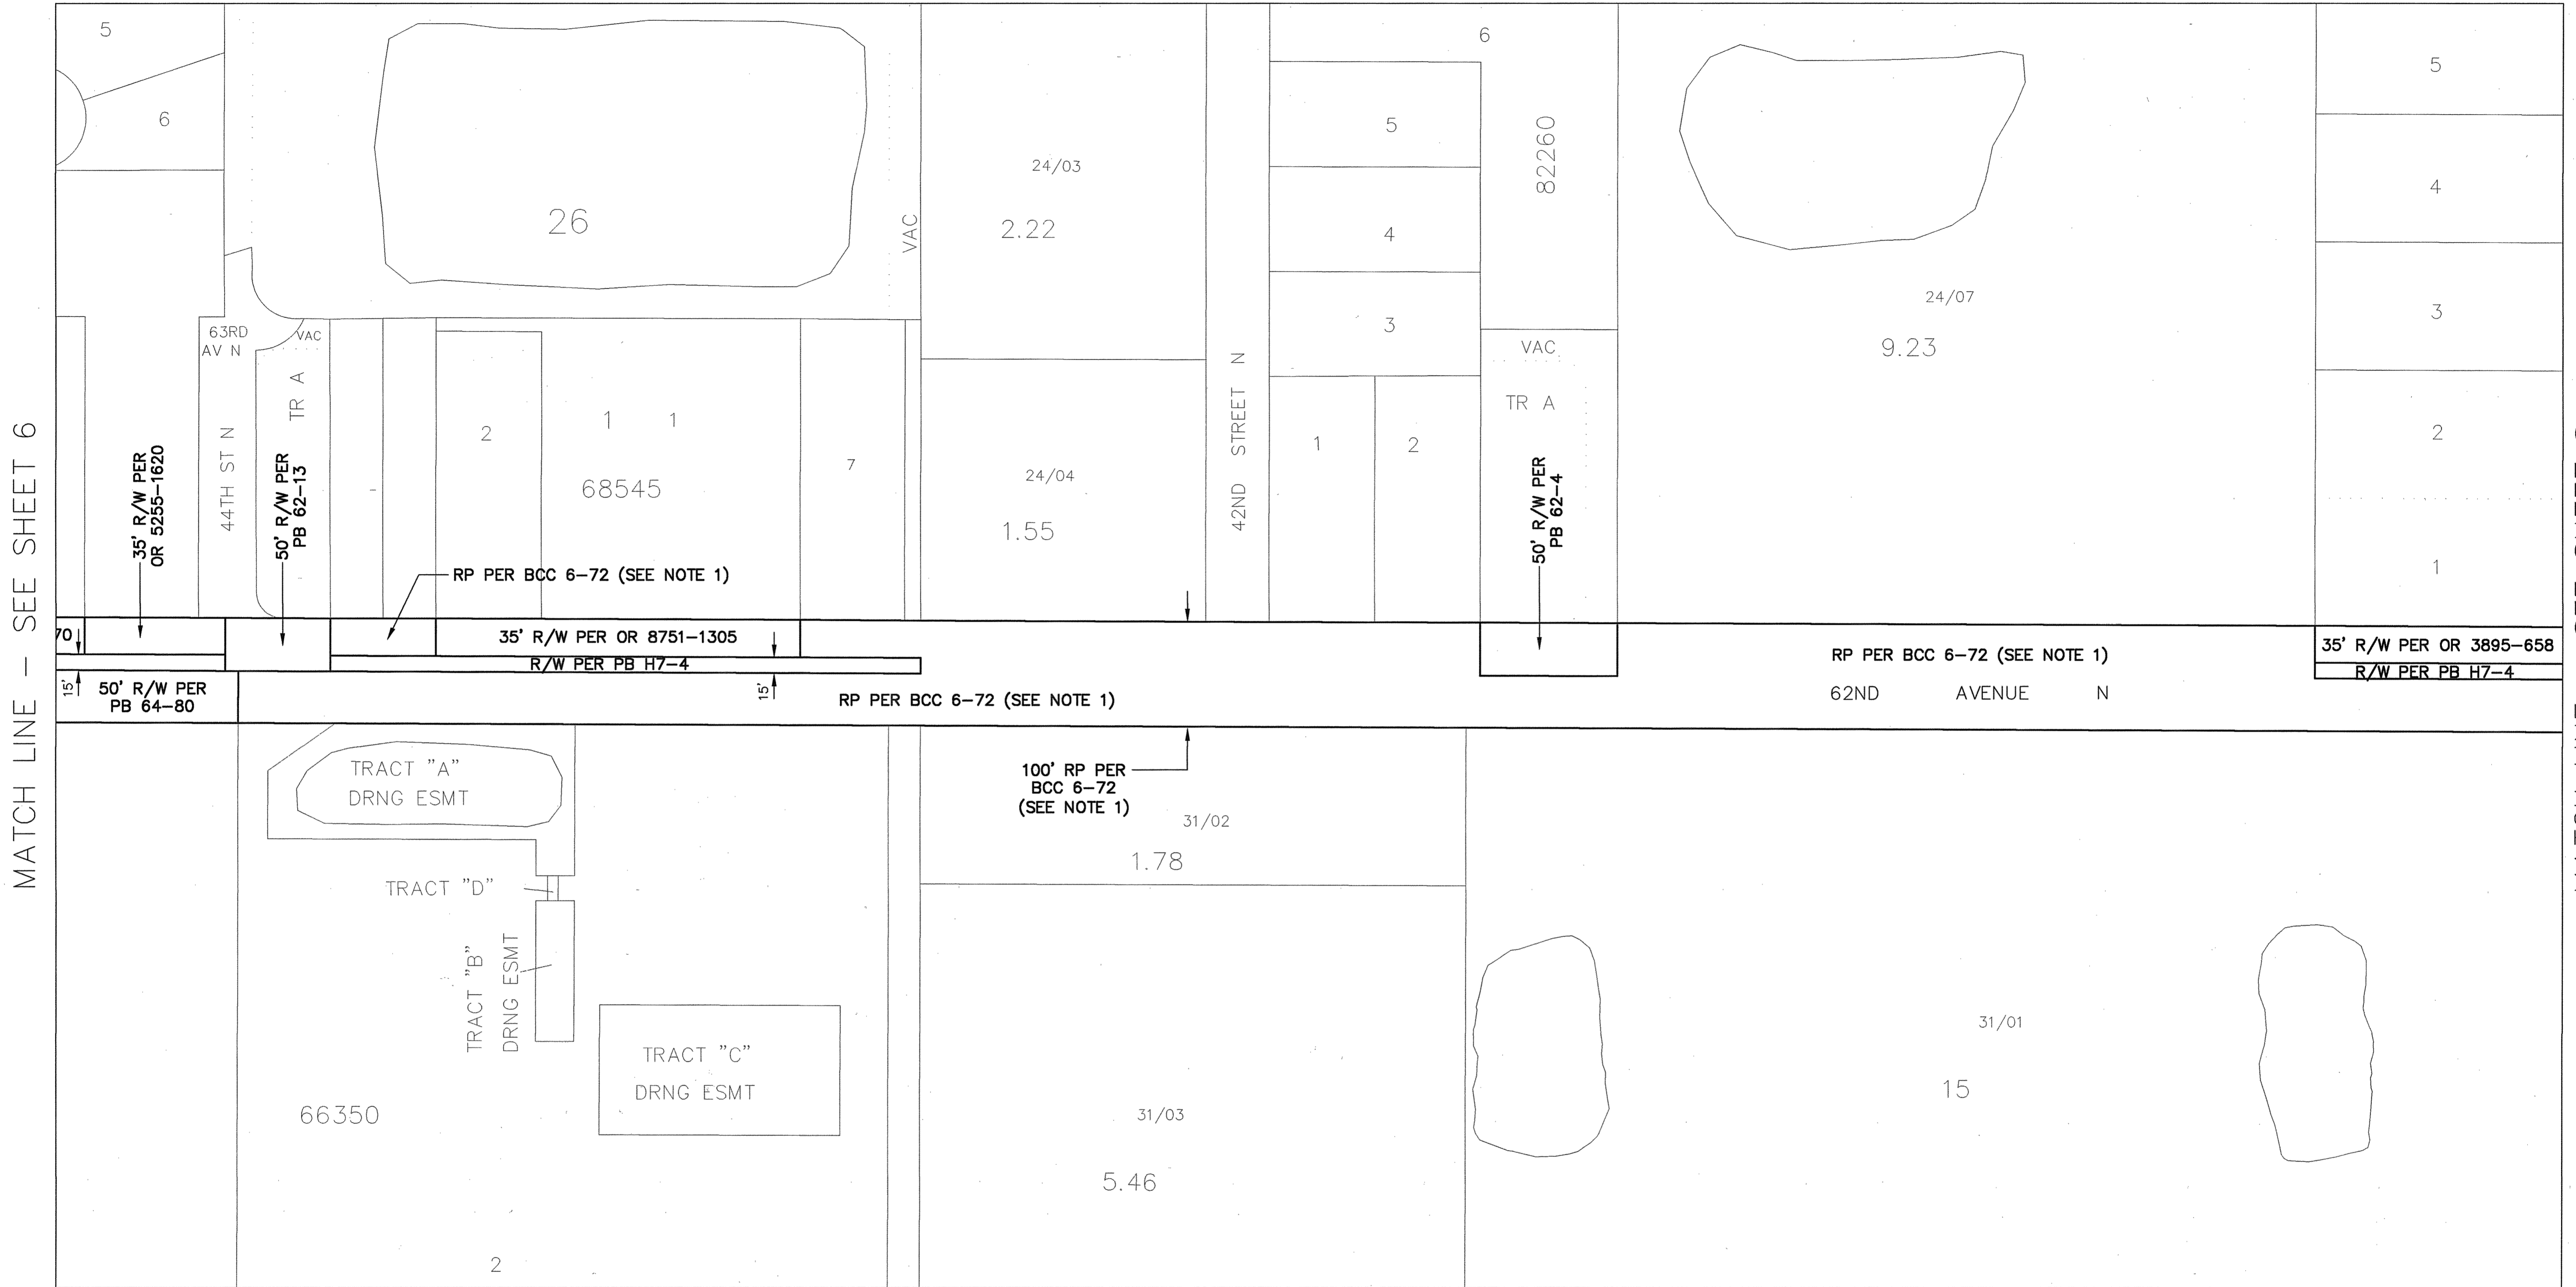 MATCH LINE – SEE SHEET 6
5
6
26
VAC
24/03
2.22
6
5
4
3
82260
24/07
9.23
5
4
3
2
1
63RD
AV N
VAC
TR A
44TH ST N
35' R/W PER
OR 5255–1620
50' R/W PER
PB 62–13
2
1
1
68545
7
24/04
1.55
42ND STREET N
1
2
VAC
TR A
50' R/W PER
PB 62–4
RP PER BCC 6–72 (SEE NOTE 1)
70
35' R/W PER OR 8751–1305
R/W PER PB H7–4
15'
15'
50' R/W PER
PB 64–80
RP PER BCC 6–72 (SEE NOTE 1)
RP PER BCC 6–72 (SEE NOTE 1)
62ND AVENUE N
35' R/W PER OR 3895–658
R/W PER PB H7–4
TRACT "A"
DRNG ESMT
TRACT "D"
TRACT "B"
DRNG ESMT
TRACT "C"
DRNG ESMT
66350
2
100' RP PER
BCC 6–72
(SEE NOTE 1)
31/02
1.78
31/03
5.46
31/01
15